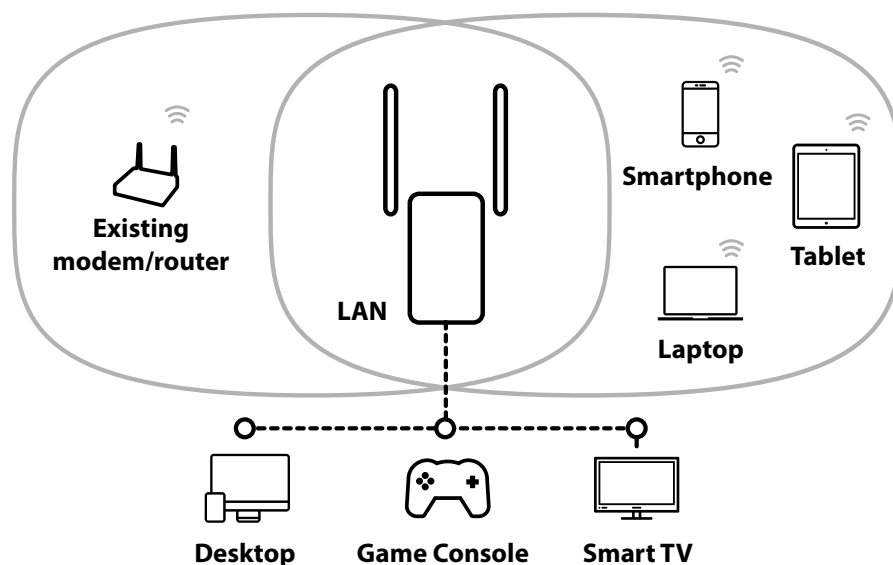 Existing
modem/router
LAN
Smartphone
Tablet
Laptop
Desktop
Game Console
Smart TV